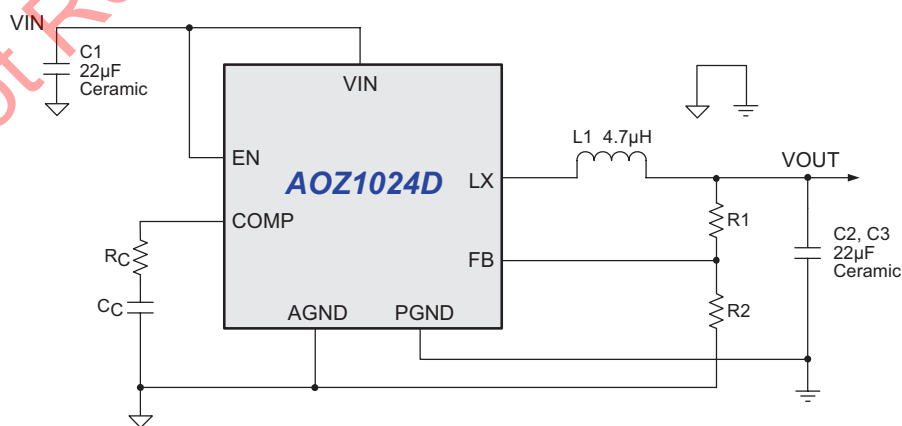 ot R
VIN
C1
22µF
Ceramic
VIN
L1 4.7µH
VOUT
EN
AOZ1024D
LX
COMP
R1
RC
FB
C2, C3
22µF
Ceramic
CC
AGND
PGND
R2